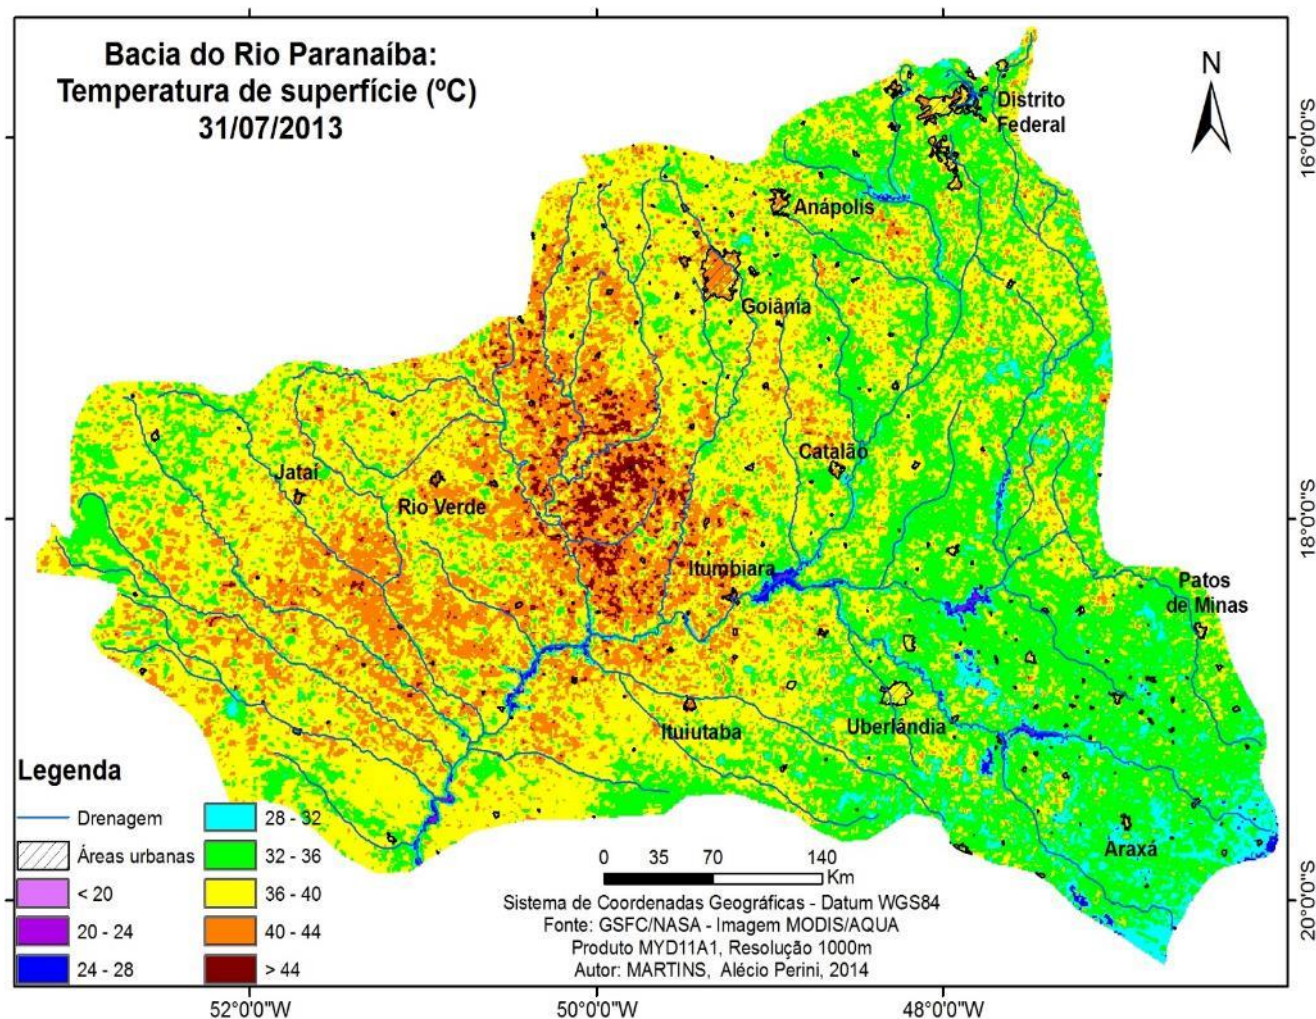 Bacia do Rio Paranaíba:
Temperatura de superfície (ºC)
31/07/2013
N
Distrito
Federal
16°0'0"S
Anápolis
Goiânia
Catalão
Jataí
Rio Verde
18°0'0"S
Itumbiara
Patos
de Minas
Ituiutaba
Uberlândia
Araxá
20°0'0"S
Legenda
Drenagem
Áreas urbanas
< 20
20 - 24
24 - 28
28 - 32
32 - 36
36 - 40
40 - 44
> 44
0 35 70 140
Km
Sistema de Coordenadas Geográficas - Datum WGS84
Fonte: GSFC/NASA - Imagem MODIS/AQUA
Produto MYD11A1, Resolução 1000m
Autor: MARTINS, Alécio Perini, 2014
52°0'0"W 50°0'0"W 48°0'0"W